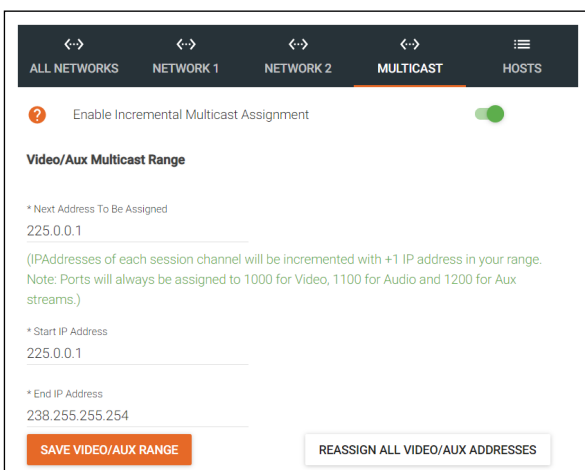 ALL NETWORKS NETWORK 1 NETWORK 2 MULTICAST HOSTS
? Enable Incremental Multicast Assignment
Video/Aux Multicast Range
* Next Address To Be Assigned
225.0.0.1
(IPAddresses of each session channel will be incremented with +1 IP address in your range.
Note: Ports will always be assigned to 1000 for Video, 1100 for Audio and 1200 for Aux
streams.)
* Start IP Address
225.0.0.1
* End IP Address
238.255.255.254
SAVE VIDEO/AUX RANGE REASSIGN ALL VIDEO/AUX ADDRESSES